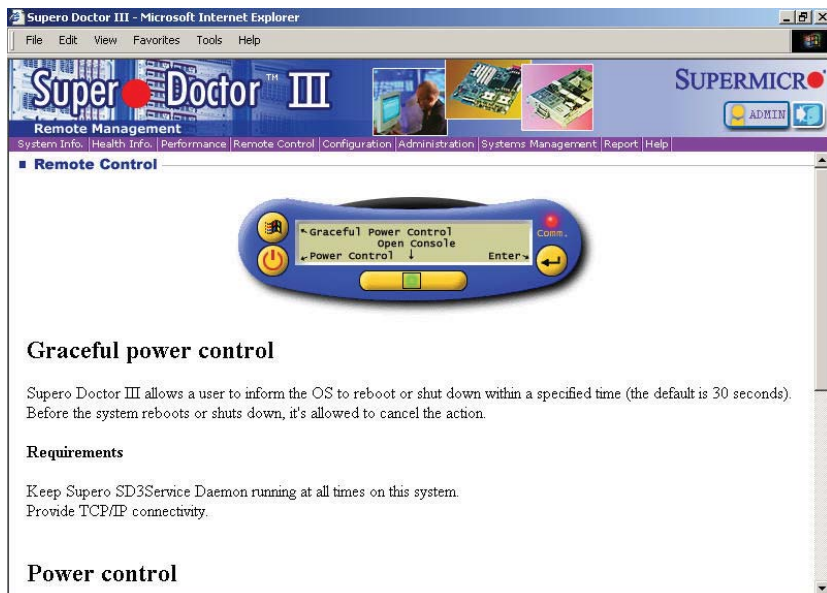 Supero Doctor III - Microsoft Internet Explorer
File Edit View Favorites Tools Help
Super Doctor™ III
SUPERMICR
Remote Management
ADMIN
System Info. Health Info. Performance Remote Control Configuration Administration Systems Management Report Help
Remote Control
Graceful Power Control
Open Console
Power Control Enter
Comm.
Graceful power control
Supero Doctor III allows a user to inform the OS to reboot or shut down within a specified time (the default is 30 seconds).
Before the system reboots or shuts down, it's allowed to cancel the action.
Requirements
Keep Supero SD3Service Daemon running at all times on this system.
Provide TCP/IP connectivity.
Power control